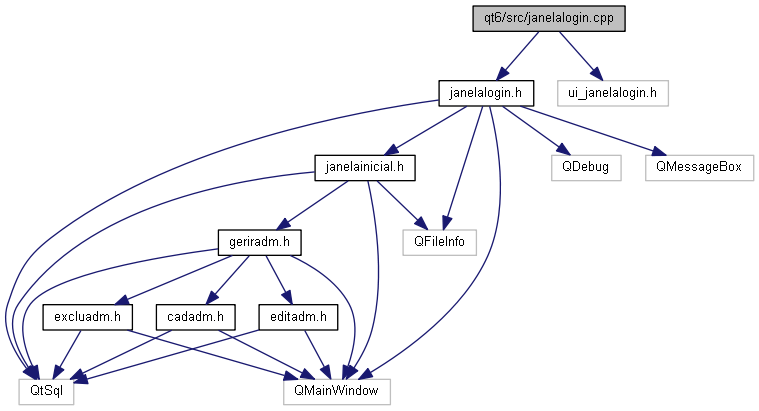 qt6/src/janelalogin.cpp
janelalogin.h
ui_janelalogin.h
janelainicial.h
QDebug
QMessageBox
geriradm.h
QFileInfo
excluadm.h
cadadm.h
editadm.h
QtSql
QMainWindow